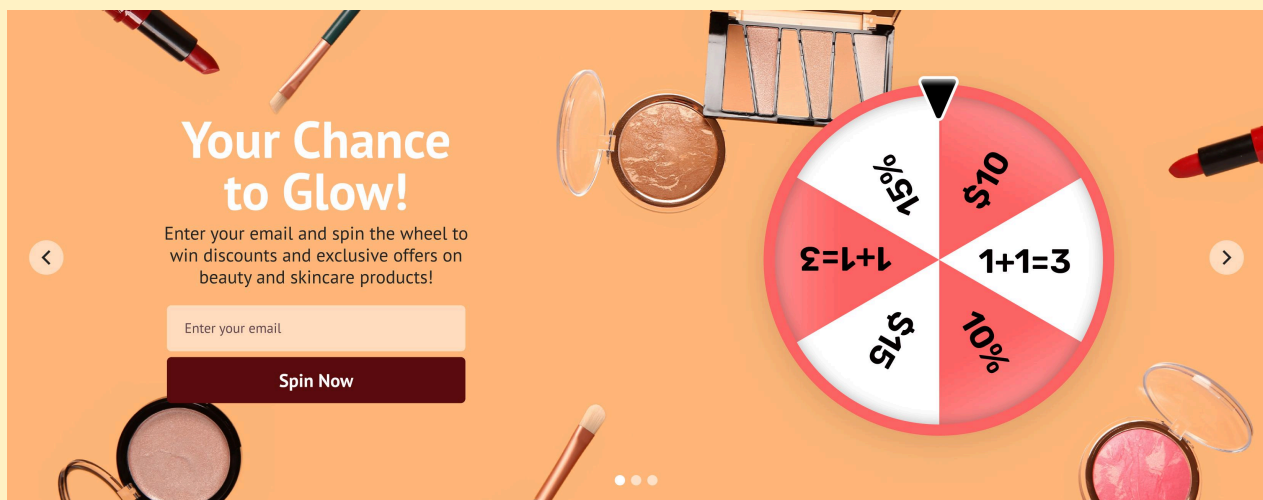 Your Chance
to Glow!
Enter your email and spin the wheel to
win discounts and exclusive offers on
beauty and skincare products!
Enter your email
Spin Now
15%
$10
1+1=3
1+1=3
$15
10%